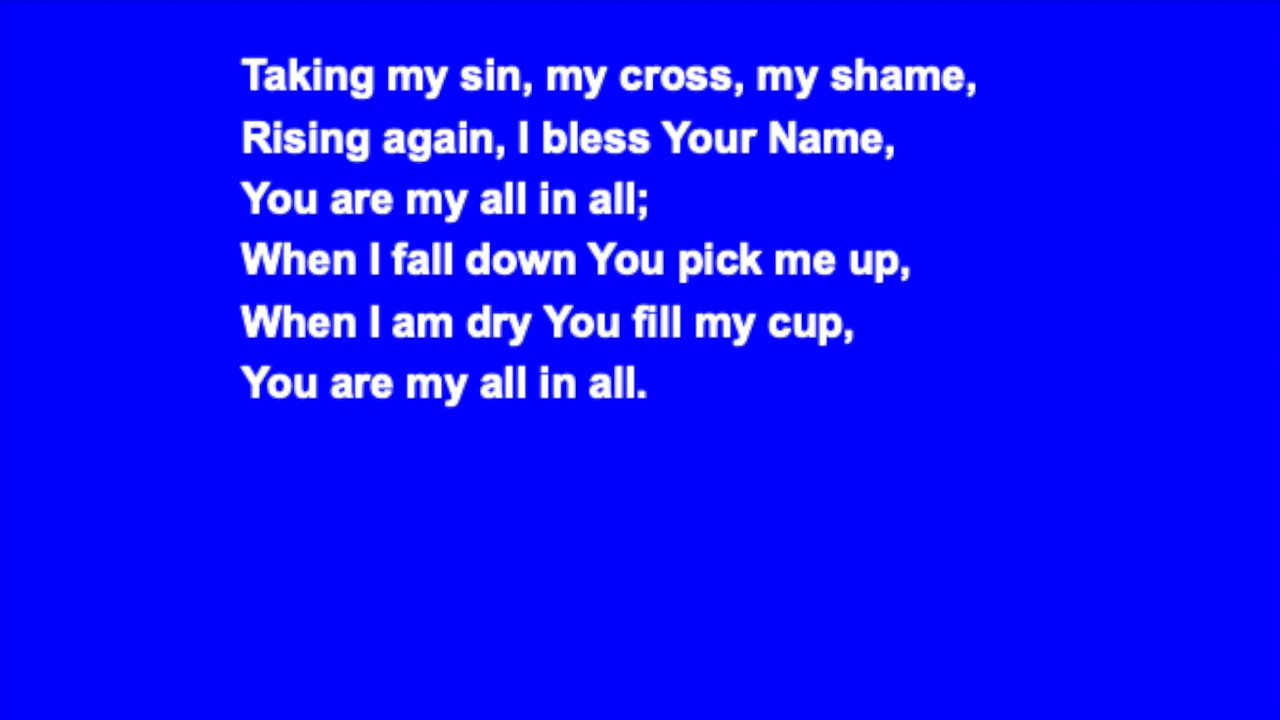 Taking my sin, my cross, my shame,
Rising again, I bless Your Name,
You are my all in all;
When I fall down You pick me up,
When I am dry You fill my cup,
You are my all in all.